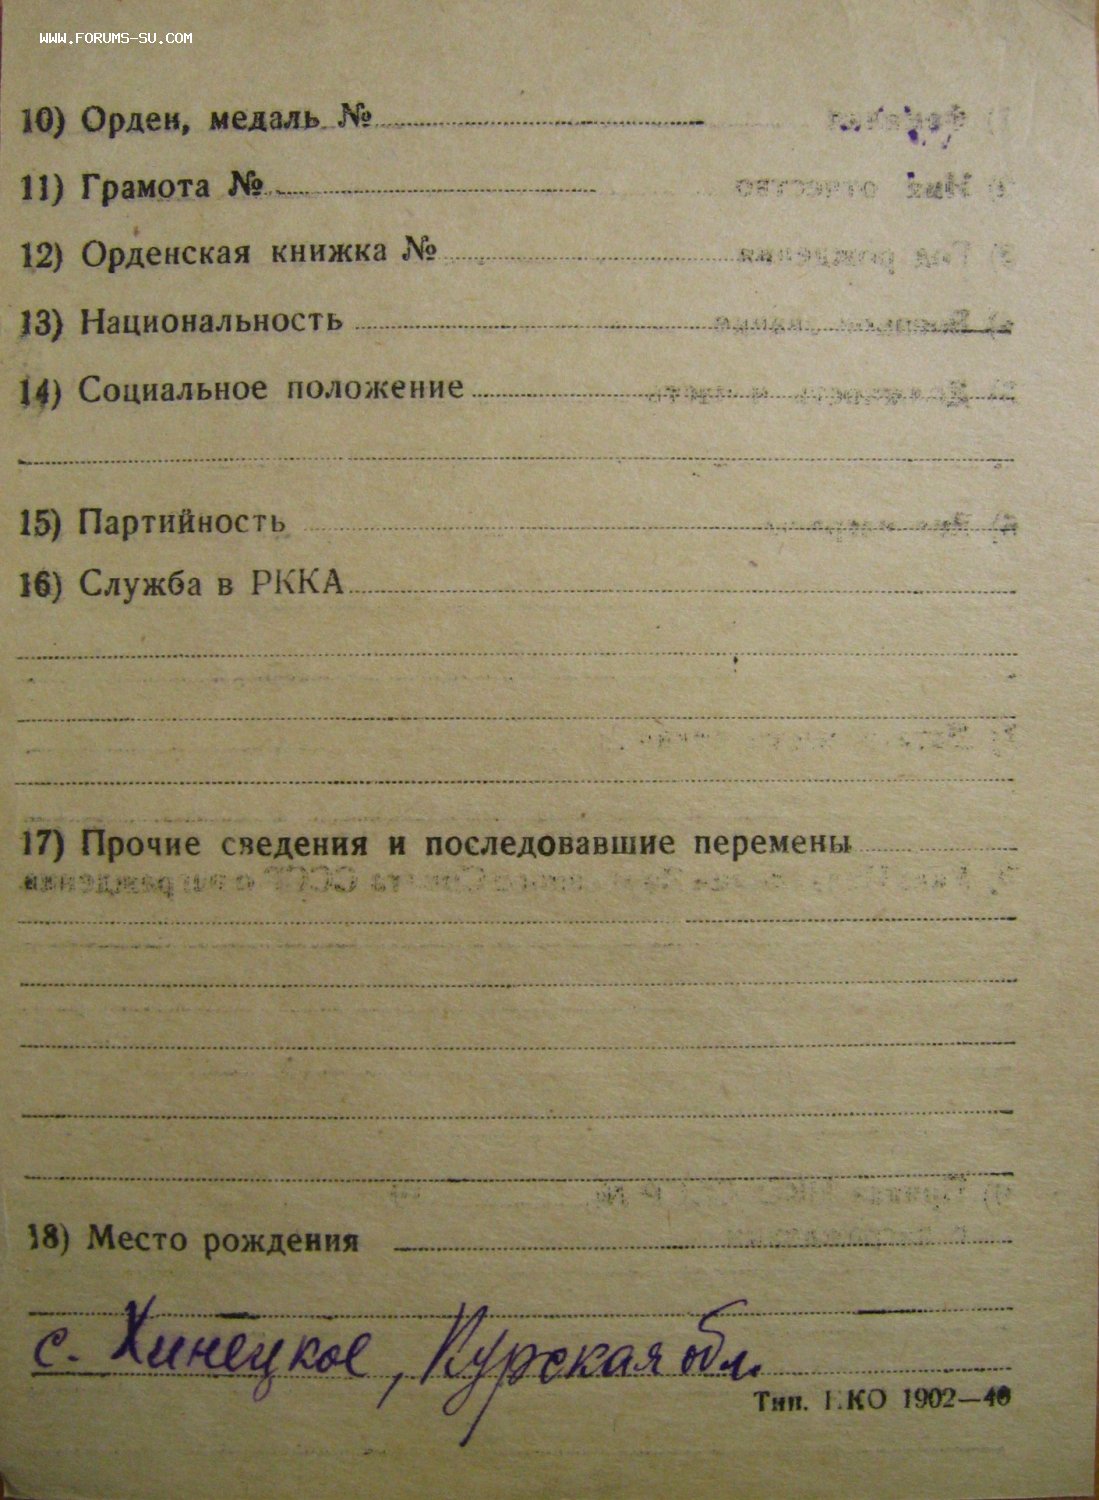 WWW.FORUMS-SU.COM
10) Орден, медаль №
11) Грамота №
12) Орденская книжка №
13) Национальность
14) Социальное положение
15) Партийность
16) Служба в РККА
17) Прочие сведения и последовавшие перемены
18) Место рождения
с. Хинецкое, Курская обл.
Тип. НКО 1902—40